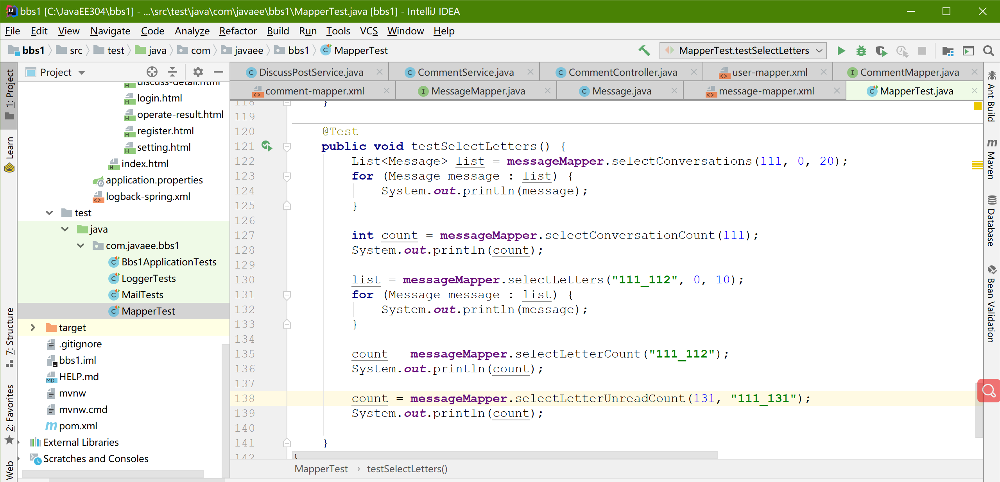 bbs1 [C:\JavaEE304\bbs1] - ...\src\test\java\com\javaee\bbs1\MapperTest.java [bbs1] - IntelliJ IDEA
File Edit View Navigate Code Analyze Refactor Build Run Tools VCS Window Help
bbs1 src test java com javaee bbs1 MapperTest MapperTest.testSelectLetters
Project
DiscussPostService.java CommentService.java CommentController.java user-mapper.xml CommentMapper.java
comment-mapper.xml MessageMapper.java Message.java message-mapper.xml MapperTest.java
1: Project
Learn
7: Structure
2: Favorites
Web
discuss-detail.html
login.html
operate-result.html
register.html
setting.html
index.html
application.properties
logback-spring.xml
test
java
com.javaee.bbs1
Bbs1ApplicationTests
LoggerTests
MailTests
MapperTest
target
.gitignore
bbs1.iml
HELP.md
mvnw
mvnw.cmd
pom.xml
External Libraries
Scratches and Consoles
118 }
119
120 @Test
121 public void testSelectLetters() {
122 List<Message> list = messageMapper.selectConversations(111, 0, 20);
123 for (Message message : list) {
124 System.out.println(message);
125 }
126
127 int count = messageMapper.selectConversationCount(111);
128 System.out.println(count);
129
130 list = messageMapper.selectLetters("111_112", 0, 10);
131 for (Message message : list) {
132 System.out.println(message);
133 }
134
135 count = messageMapper.selectLetterCount("111_112");
136 System.out.println(count);
137
138 count = messageMapper.selectLetterUnreadCount(131, "111_131");
139 System.out.println(count);
140
141 }
142 }
MapperTest > testSelectLetters()
Ant Build
Maven
Database
Bean Validation